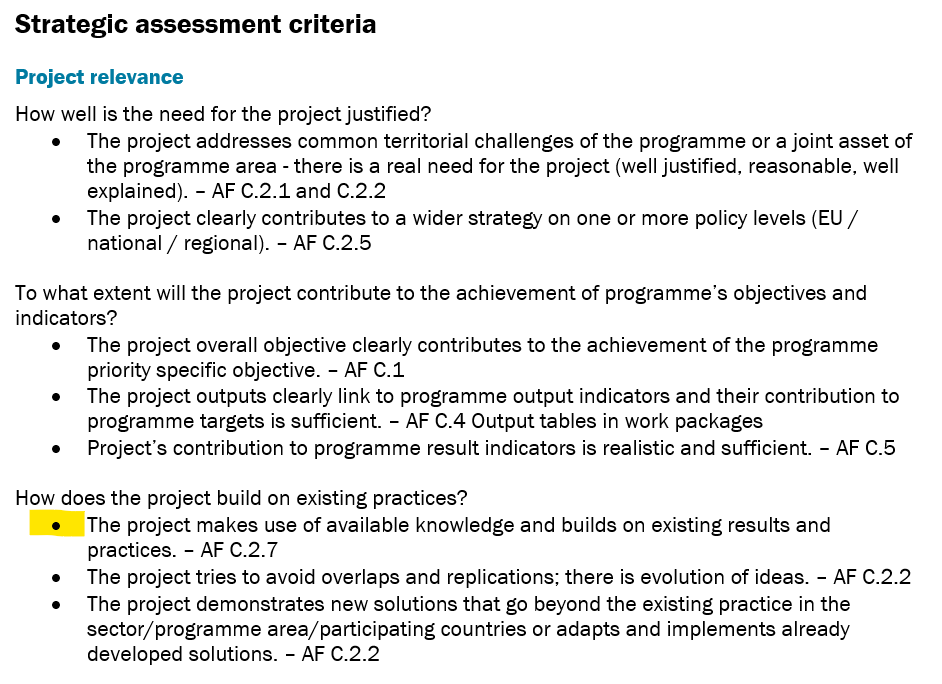 Strategic assessment criteria
Project relevance
How well is the need for the project justified?
• The project addresses common territorial challenges of the programme or a joint asset of
the programme area - there is a real need for the project (well justified, reasonable, well
explained). – AF C.2.1 and C.2.2
• The project clearly contributes to a wider strategy on one or more policy levels (EU /
national / regional). – AF C.2.5
To what extent will the project contribute to the achievement of programme’s objectives and
indicators?
• The project overall objective clearly contributes to the achievement of the programme
priority specific objective. – AF C.1
• The project outputs clearly link to programme output indicators and their contribution to
programme targets is sufficient. – AF C.4 Output tables in work packages
• Project’s contribution to programme result indicators is realistic and sufficient. – AF C.5
How does the project build on existing practices?
• The project makes use of available knowledge and builds on existing results and
practices. – AF C.2.7
• The project tries to avoid overlaps and replications; there is evolution of ideas. – AF C.2.2
• The project demonstrates new solutions that go beyond the existing practice in the
sector/programme area/participating countries or adapts and implements already
developed solutions. – AF C.2.2